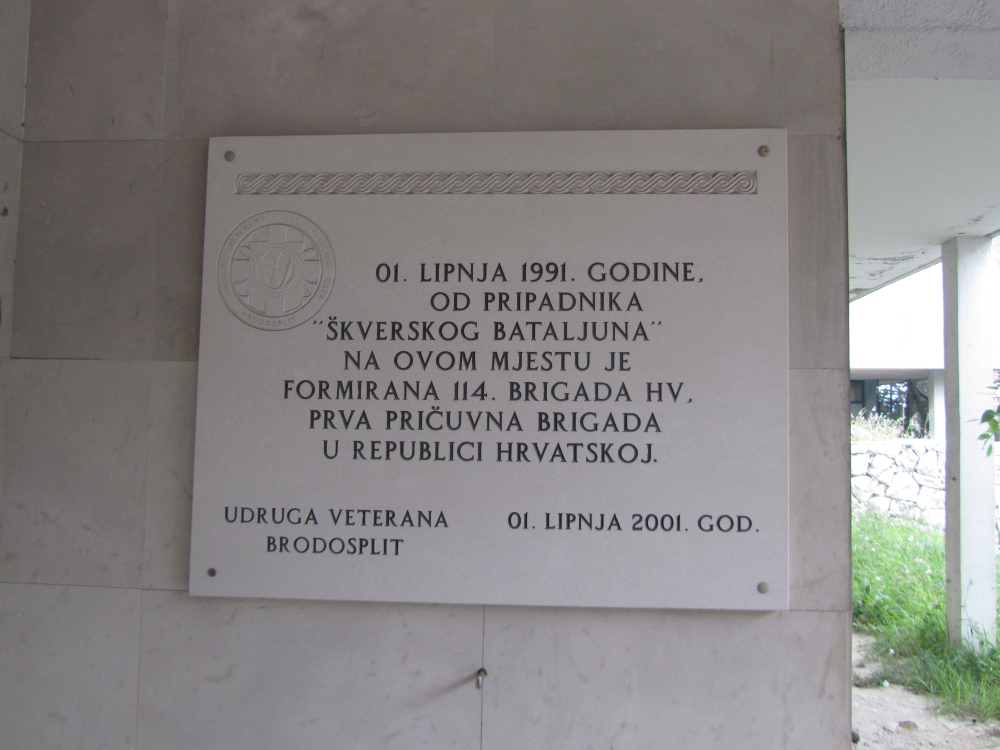 01. LIPNJA 1991. GODINE,
OD PRIPADNIKA
"ŠKVERSKOG BATALJUNA"
NA OVOM MJESTU JE
FORMIRANA 114. BRIGADA HV,
PRVA PRIČUVNA BRIGADA
U REPUBLICI HRVATSKOJ.
UDRUGA VETERANA
BRODOSPLIT
01. LIPNJA 2001. GOD.
BRODOSPLIT